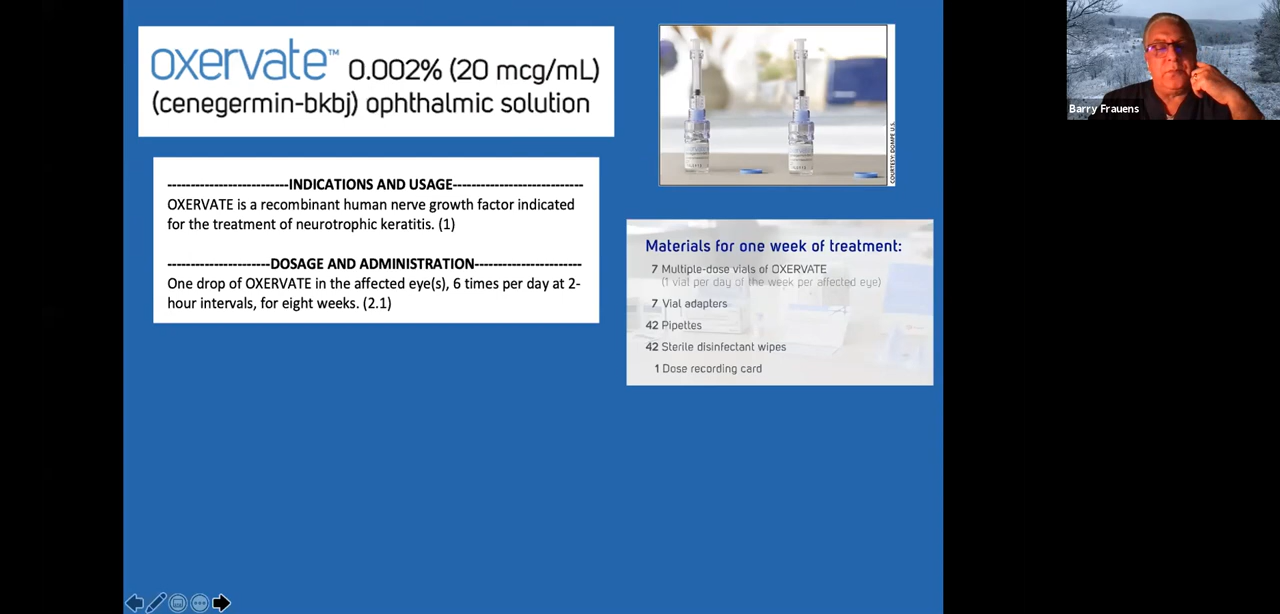 oxervate™ 0.002% (20 mcg/mL)
(cenegermin-bkbj) ophthalmic solution
-------------------------INDICATIONS AND USAGE---------------------------
OXERVATE is a recombinant human nerve growth factor indicated
for the treatment of neurotrophic keratitis. (1)
---------------------DOSAGE AND ADMINISTRATION----------------------
One drop of OXERVATE in the affected eye(s), 6 times per day at 2-
hour intervals, for eight weeks. (2.1)
COURTESY: DOMPE U.S.
Materials for one week of treatment:
7 Multiple-dose vials of OXERVATE
(1 vial per day of the week per affected eye)
7 Vial adapters
42 Pipettes
42 Sterile disinfectant wipes
1 Dose recording card
Barry Frauens